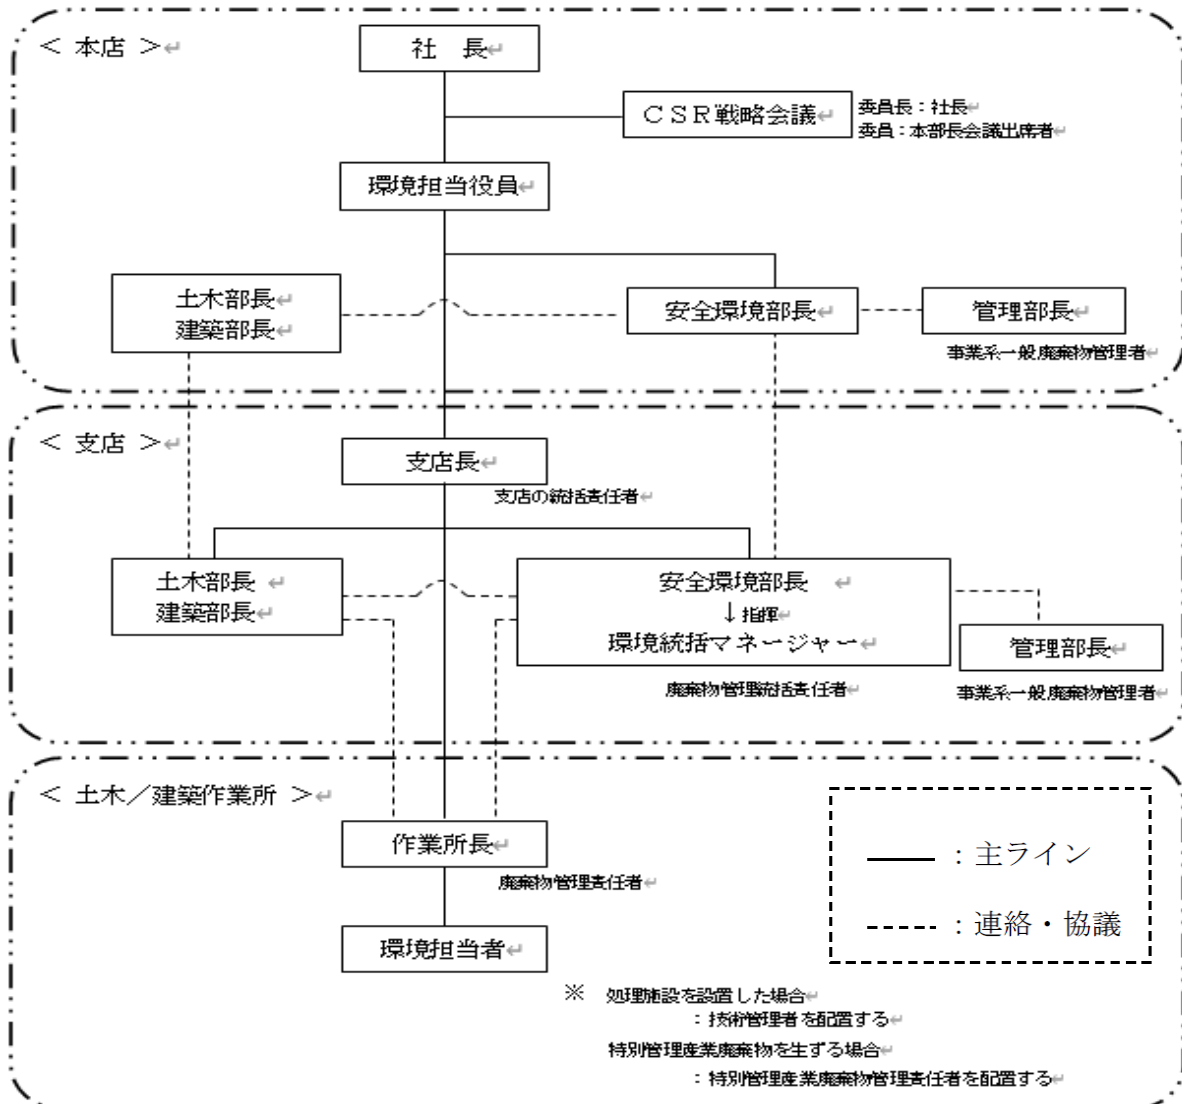 ＜ 本店 ＞↵
社　長↵
ＣＳＲ戦略会議↵
委員長：社長↵
委員：本部長会議出席者↵
環境担当役員↵
土木部長↵
建築部長↵
安全環境部長↵
管理部長↵
事業系一般廃棄物管理者↵
＜ 支店 ＞↵
支店長↵
支店の統括責任者↵
土木部長 ↵
建築部長↵
安全環境部長 ↵
↓指揮↵
環境統括マネージャー↵
廃棄物管理統括責任者↵
管理部長↵
事業系一般廃棄物管理者↵
＜ 土木／建築作業所 ＞↵
作業所長↵
廃棄物管理責任者↵
環境担当者↵
：主ライン
：連絡・協議
※　処理施設を設置した場合↵
：技術管理者を配置する↵
特別管理産業廃棄物を生ずる場合↵
：特別管理産業廃棄物管理責任者を配置する↵